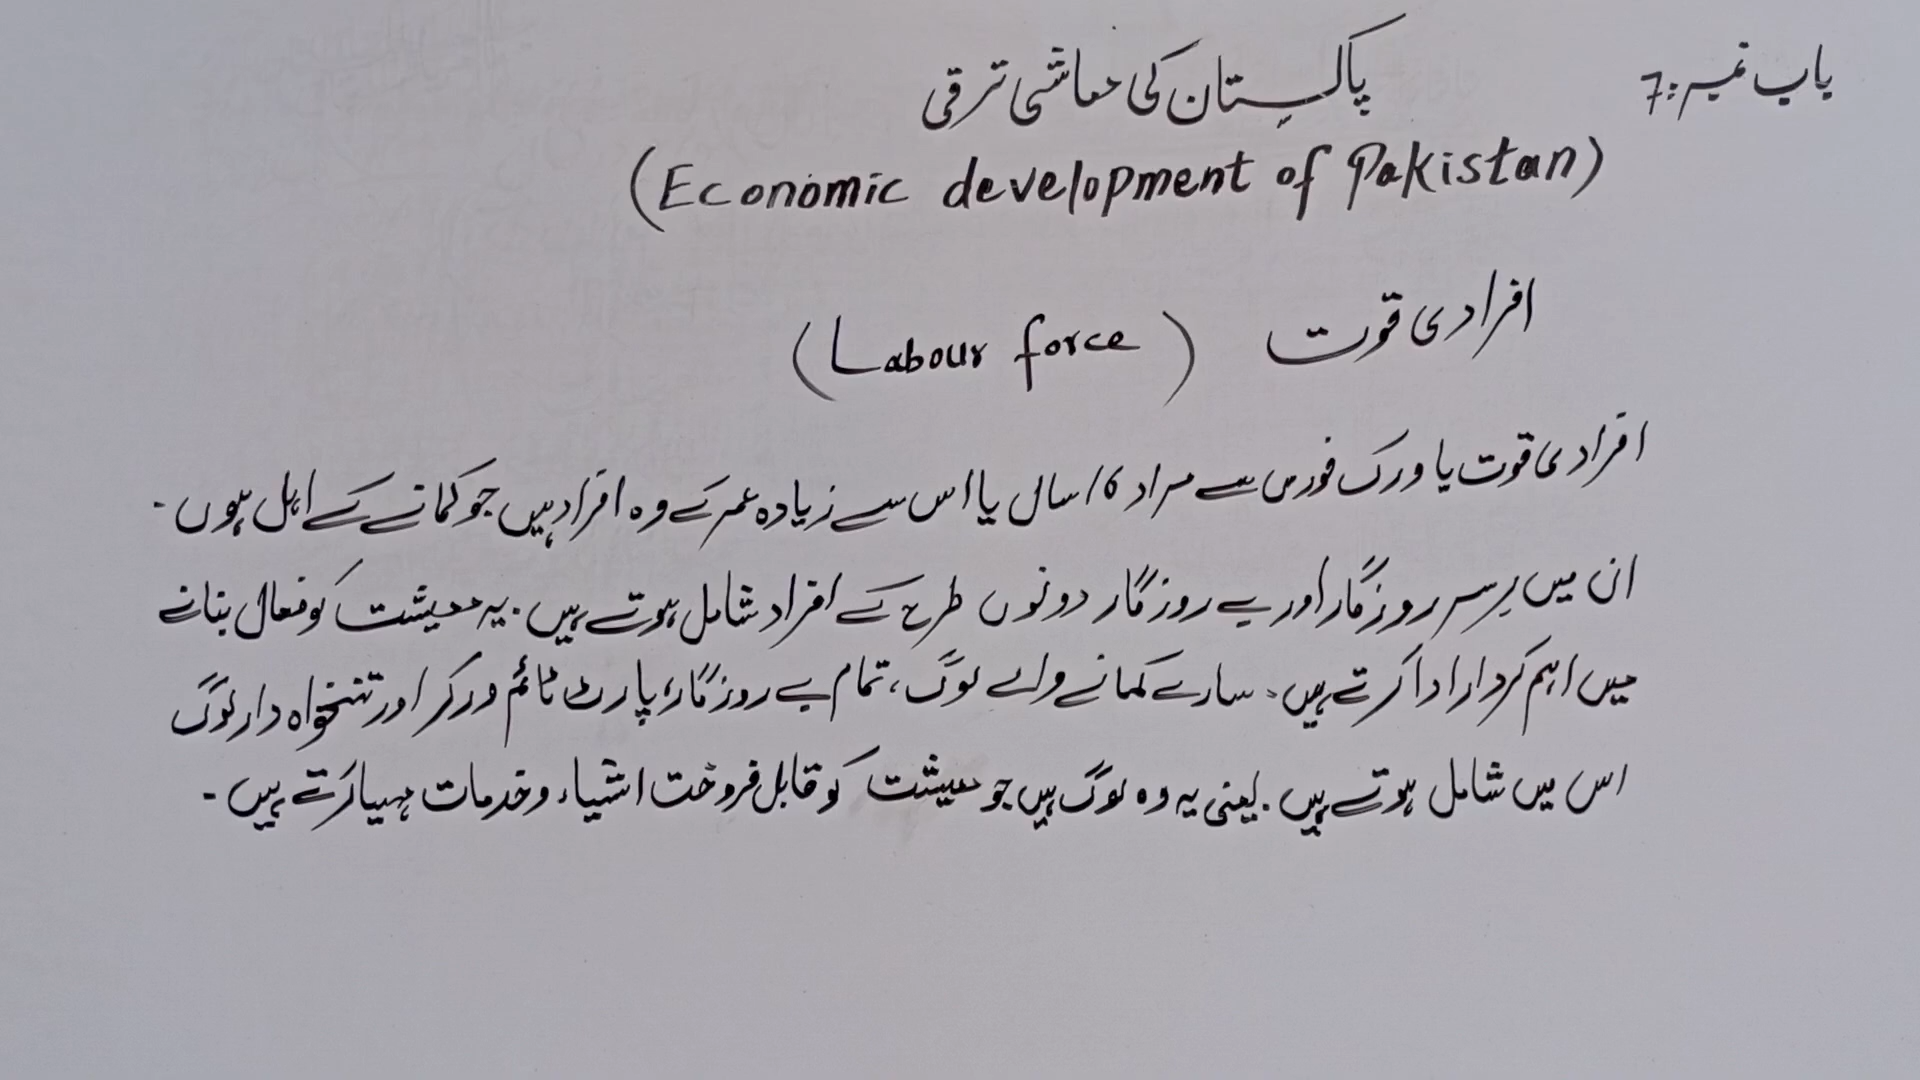 باب نمبر:7
پاکستان کی معاشی ترقی
(Economic development of Pakistan)
افرادی قوت (Labour force)
افرادی قوت یا ورک فورس سے مراد 16 سال یا اس سے زیادہ عمر کے وہ افراد ہیں جو کمانے کے اہل ہوں۔
ان میں برسر روزگار اور بے روزگار دونوں طرح کے افراد شامل ہوتے ہیں۔ یہ معیشت کو فعال بنانے
میں اہم کردار ادا کرتے ہیں۔ سارے کمانے والے لوگ، تمام بے روزگار، پارٹ ٹائم ورکر اور تنخواہ دار لوگ
اس میں شامل ہوتے ہیں۔ یعنی یہ وہ لوگ ہیں جو معیشت کو قابل فروخت اشیاء و خدمات مہیا کرتے ہیں۔